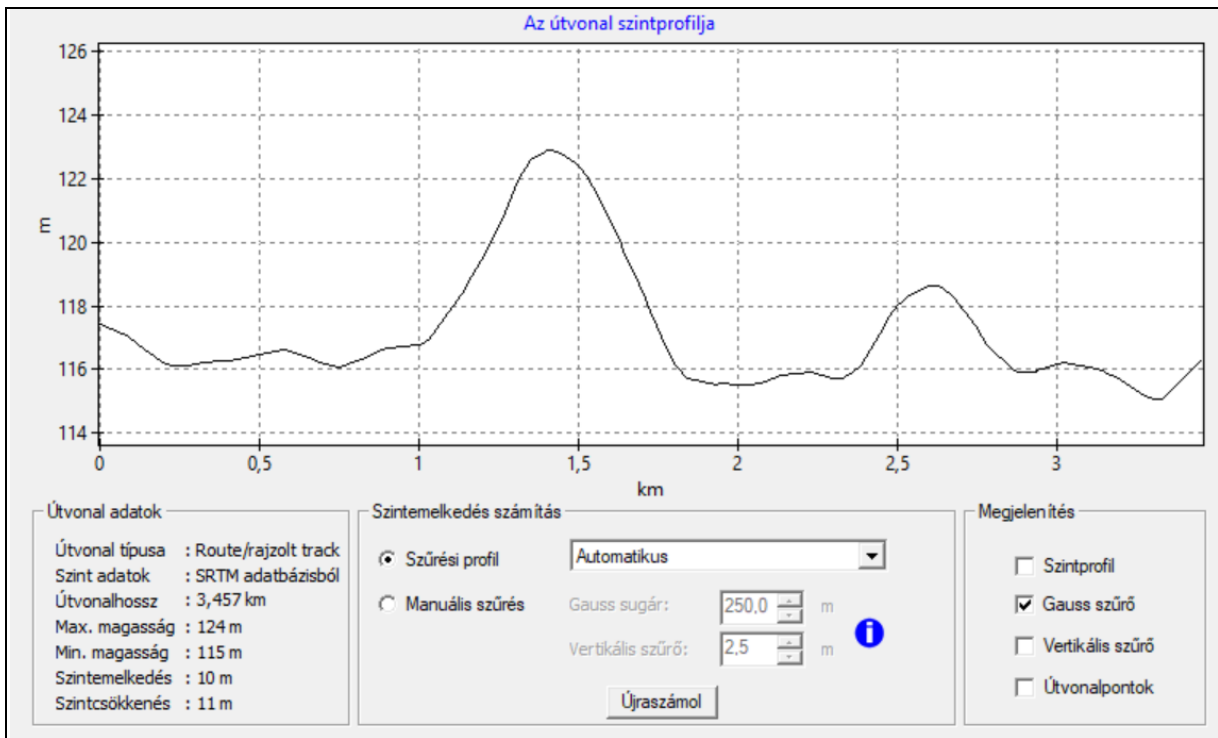 Az útvonal szintprofilja
126
124
122
120
118
116
114
m
0 0,5 1 1,5 2 2,5 3
km
Útvonal adatok
Útvonal típusa : Route/rajzolt track
Szint adatok : SRTM adatbázisból
Útvonalhossz : 3,457 km
Max. magasság : 124 m
Min. magasság : 115 m
Szintemelkedés : 10 m
Szintcsökkenés : 11 m
Szintemelkedés számítás
Szűrési profil Automatikus
Manuális szűrés Gauss sugár: 250,0 m
Vertikális szűrő: 2,5 m
i
Újraszámol
Megjelenítés
Szintprofil
Gauss szűrő
Vertikális szűrő
Útvonalpontok